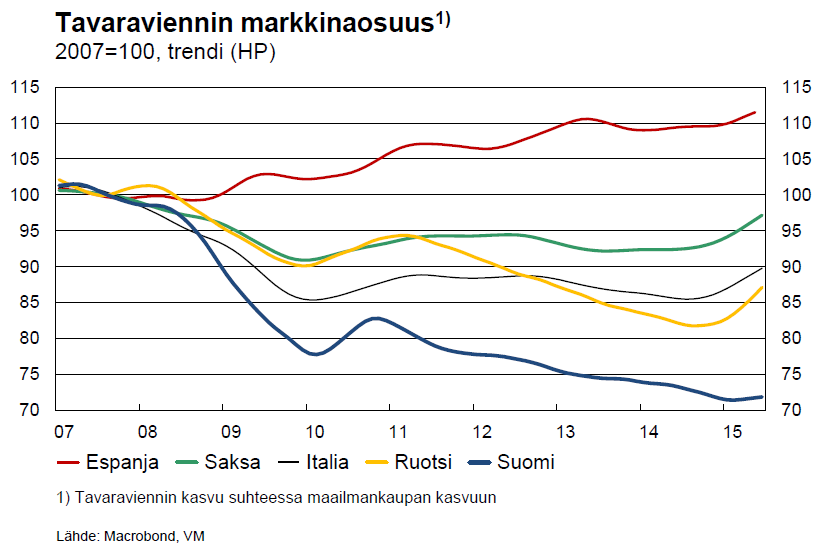 Tavaraviennin markkinaosuus1)
2007=100, trendi (HP)
115 115
110 110
105 105
100 100
95 95
90 90
85 85
80 80
75 75
70 70
07 08 09 10 11 12 13 14 15
Espanja Saksa Italia Ruotsi Suomi
1) Tavaraviennin kasvu suhteessa maailmankaupan kasvuun
Lähde: Macrobond, VM